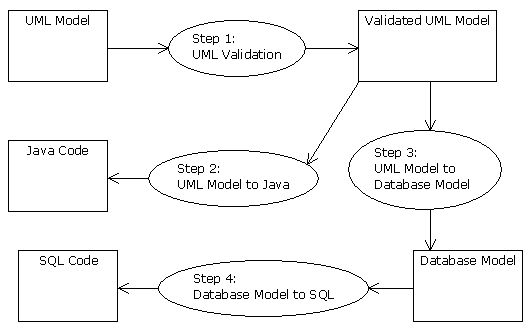 UML Model
Step 1:
UML Validation
Validated UML Model
Java Code
Step 2:
UML Model to Java
Step 3:
UML Model to
Database Model
SQL Code
Step 4:
Database Model to SQL
Database Model